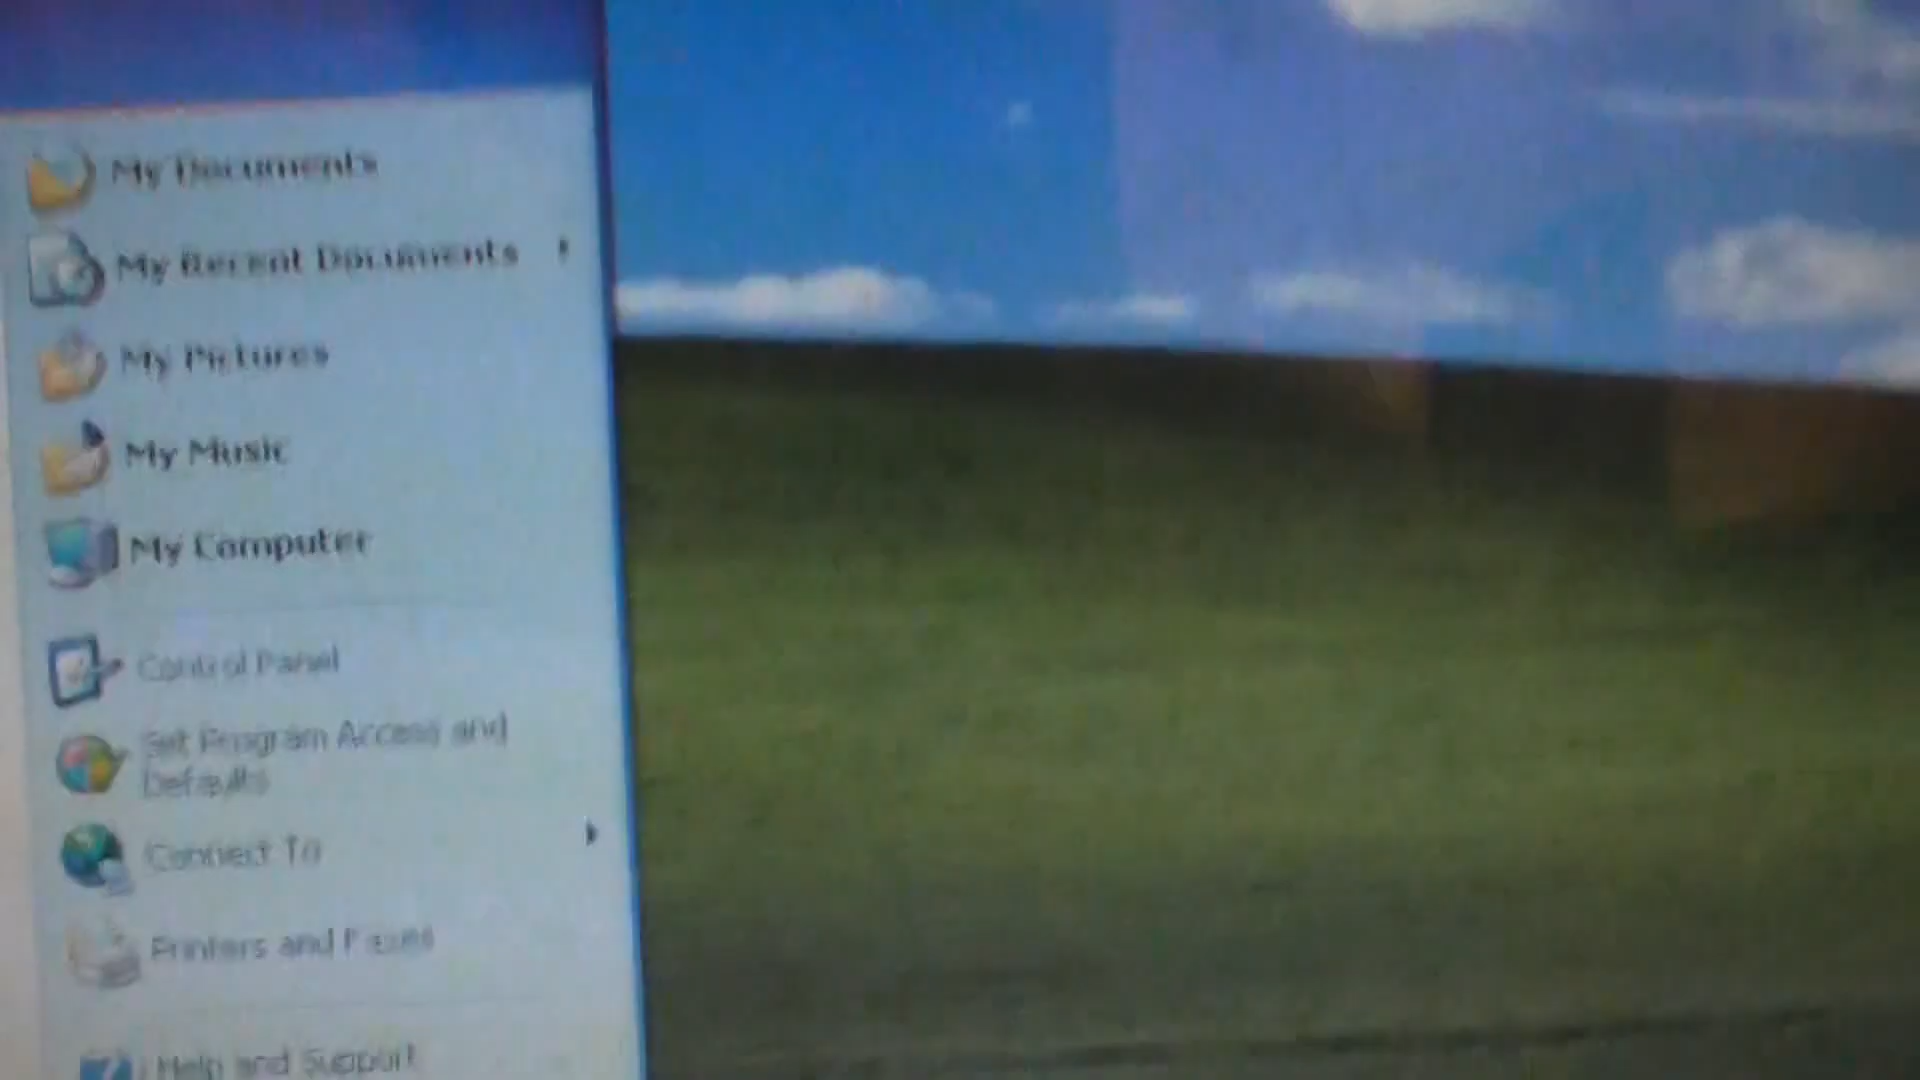 My Documents
My Recent Documents
My Pictures
My Music
My Computer
Control Panel
Set Program Access and
Defaults
Connect To
Printers and Faxes
Help and Support